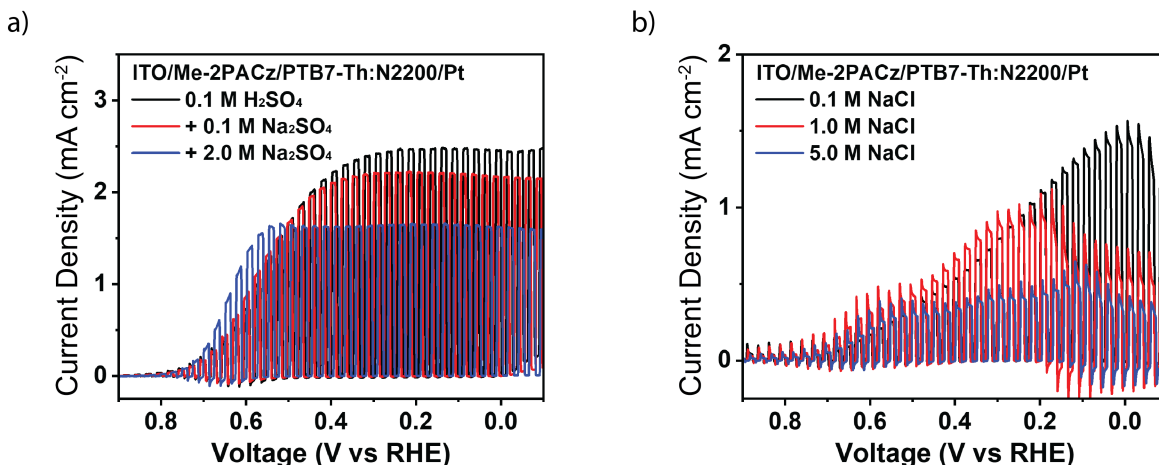 a)
ITO/Me-2PACz/PTB7-Th:N2200/Pt
0.1 M H₂SO₄
+ 0.1 M Na₂SO₄
+ 2.0 M Na₂SO₄
Current Density (mA cm⁻²)
3
2
1
0
0.8 0.6 0.4 0.2 0.0
Voltage (V vs RHE)
b)
ITO/Me-2PACz/PTB7-Th:N2200/Pt
0.1 M NaCl
1.0 M NaCl
5.0 M NaCl
Current Density (mA cm⁻²)
2
1
0
0.8 0.6 0.4 0.2 0.0
Voltage (V vs RHE)